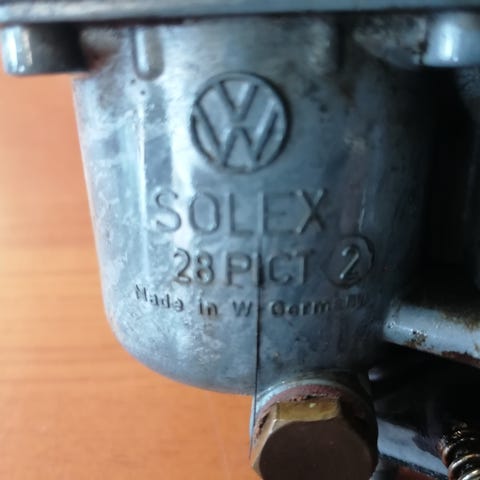 VW
SOLEX
28 PICT 2
Made in W-Germany